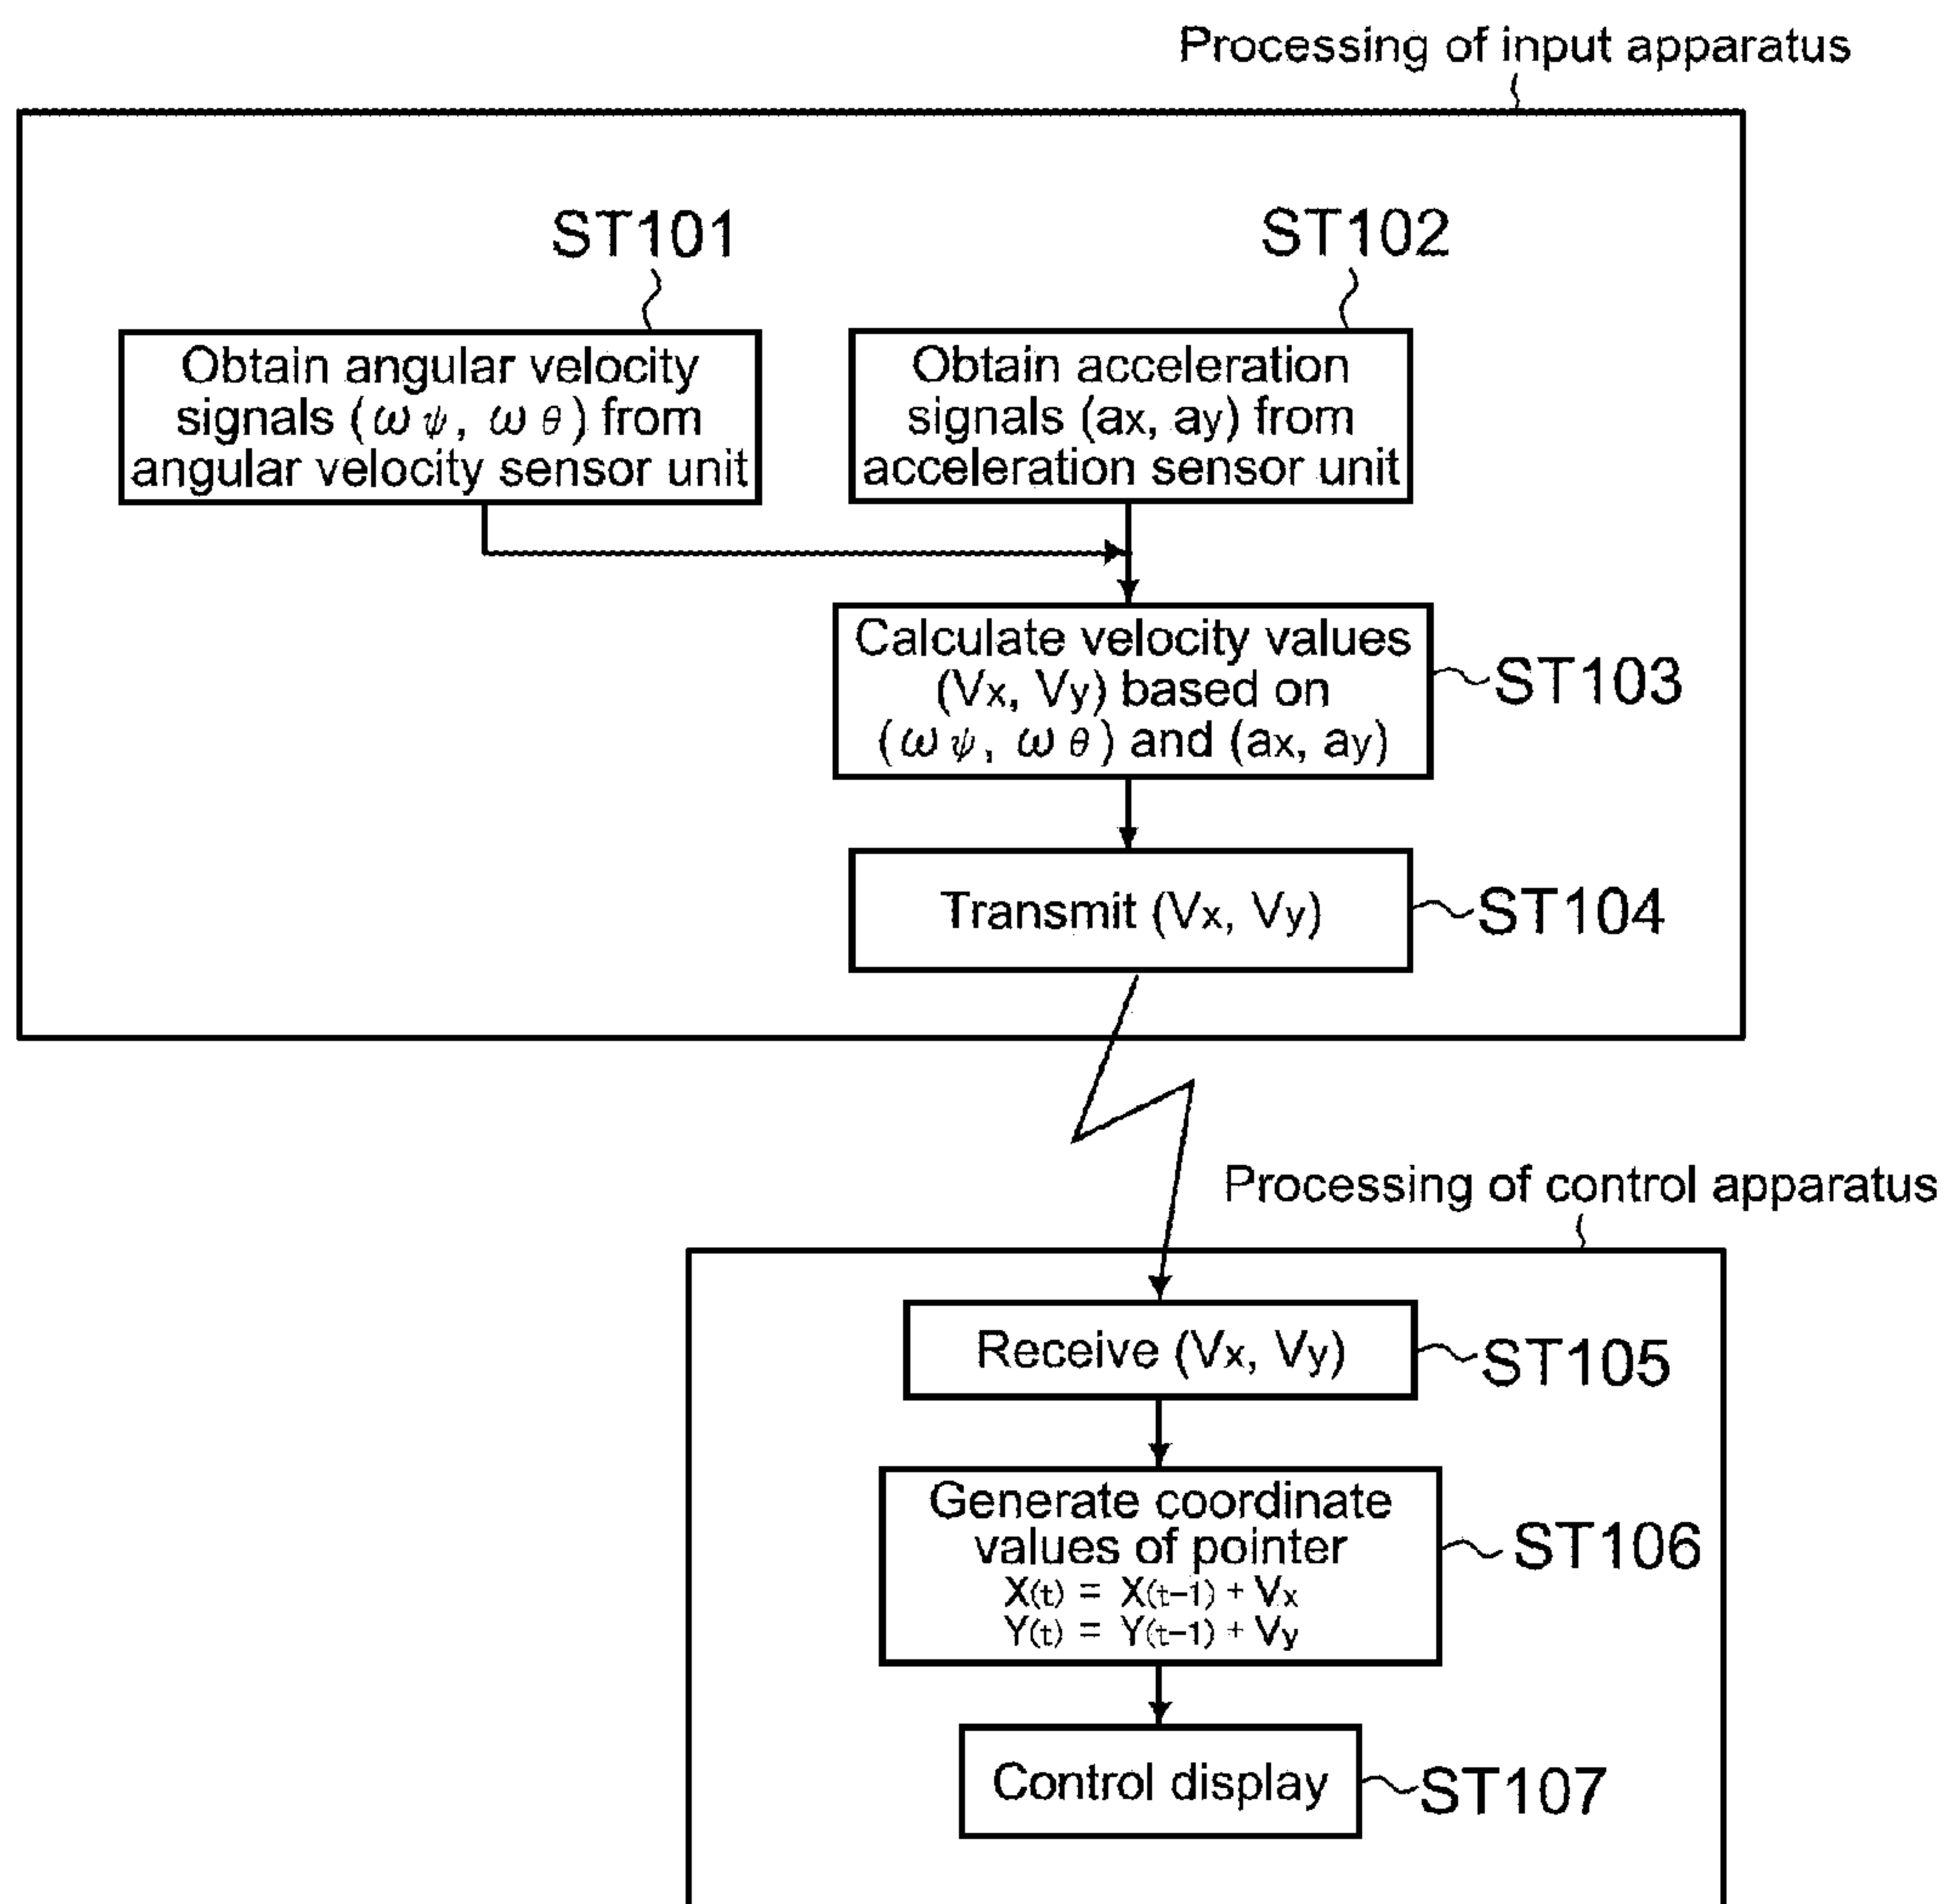 Processing of input apparatus
ST101
ST102
Obtain angular velocity
signals (ωψ, ωθ) from
angular velocity sensor unit
Obtain acceleration
signals (ax, ay) from
acceleration sensor unit
Calculate velocity values
(Vx, Vy) based on
(ωψ, ωθ) and (ax, ay)
ST103
Transmit (Vx, Vy)
ST104
Processing of control apparatus
Receive (Vx, Vy)
ST105
Generate coordinate
values of pointer
X(t) = X(t-1) + Vx
Y(t) = Y(t-1) + Vy
ST106
Control display
ST107